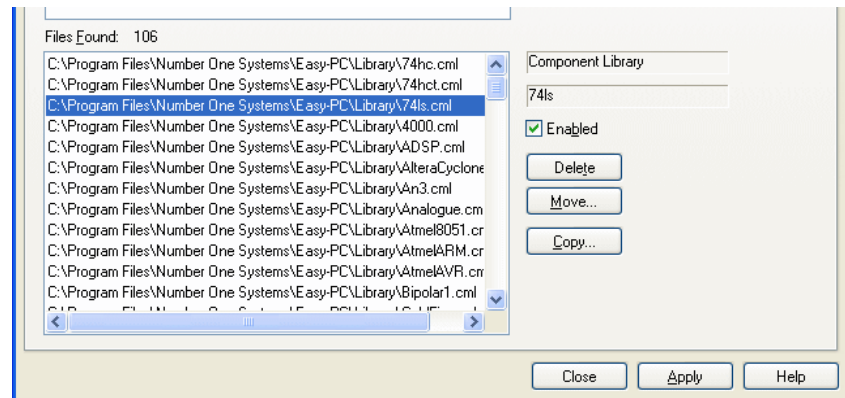 Files Found: 106
C:\Program Files\Number One Systems\Easy-PC\Library\74hc.cml
C:\Program Files\Number One Systems\Easy-PC\Library\74hct.cml
C:\Program Files\Number One Systems\Easy-PC\Library\74ls.cml
C:\Program Files\Number One Systems\Easy-PC\Library\4000.cml
C:\Program Files\Number One Systems\Easy-PC\Library\ADSP.cml
C:\Program Files\Number One Systems\Easy-PC\Library\AlteraCyclone
C:\Program Files\Number One Systems\Easy-PC\Library\An3.cml
C:\Program Files\Number One Systems\Easy-PC\Library\Analogue.cm
C:\Program Files\Number One Systems\Easy-PC\Library\Atmel8051.cr
C:\Program Files\Number One Systems\Easy-PC\Library\AtmelARM.cr
C:\Program Files\Number One Systems\Easy-PC\Library\AtmelAVR.cm
C:\Program Files\Number One Systems\Easy-PC\Library\Bipolar1.cml
Component Library
74ls
Enabled
Delete
Move...
Copy...
Close
Apply
Help